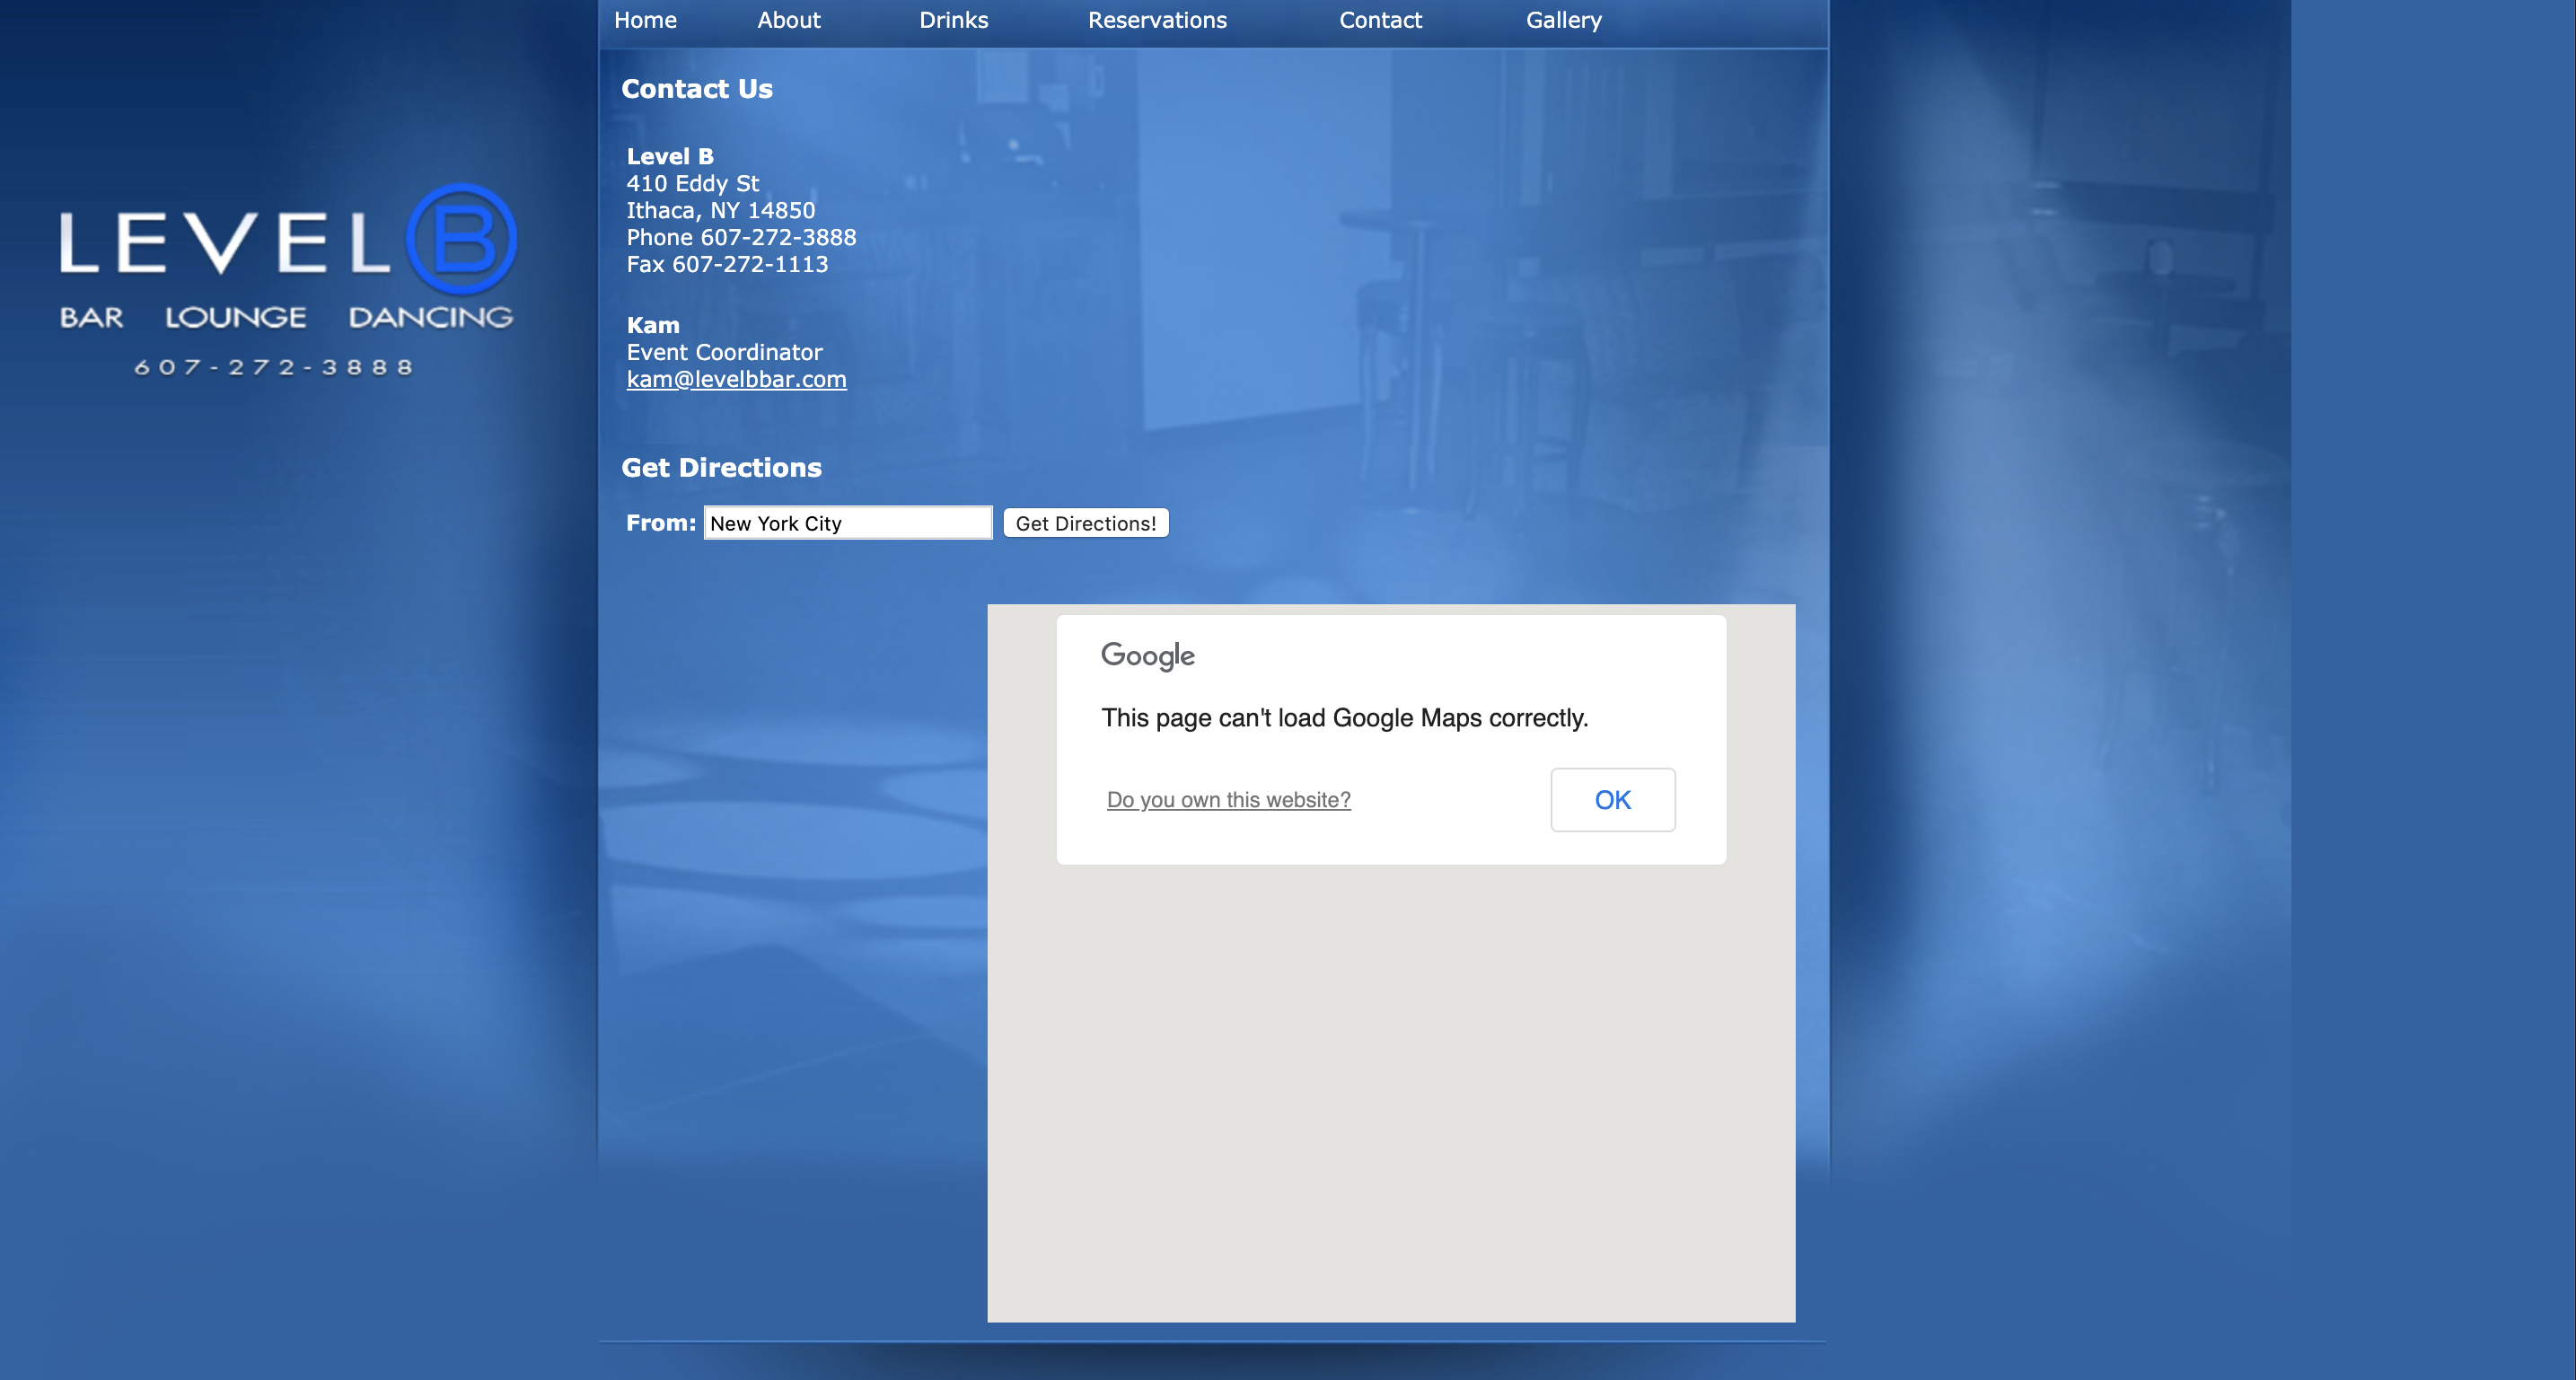 Home About Drinks Reservations Contact Gallery
LEVEL B
BAR LOUNGE DANCING
607-272-3888
Contact Us
Level B
410 Eddy St
Ithaca, NY 14850
Phone 607-272-3888
Fax 607-272-1113
Kam
Event Coordinator
kam@levelbbar.com
Get Directions
From: New York City Get Directions!
Google
This page can't load Google Maps correctly.
Do you own this website? OK